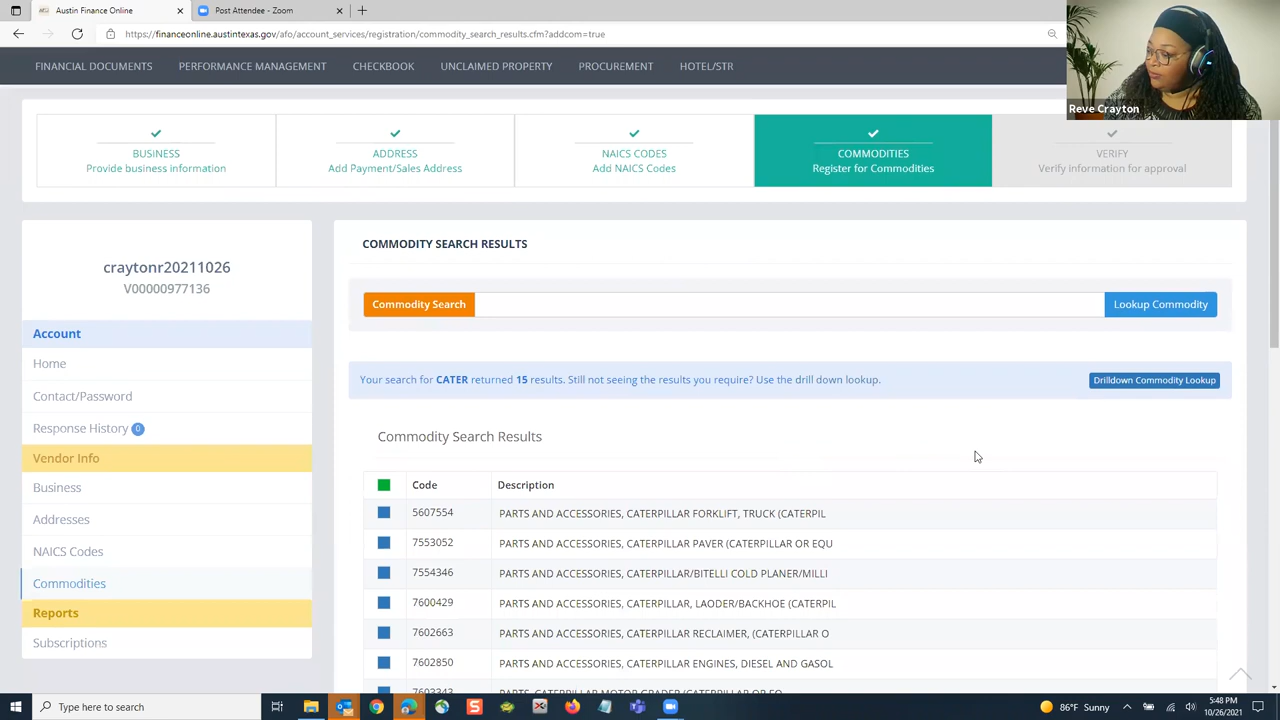 Austin Finance Online
Post Attendee - Zoom
https://financeonline.austintexas.gov/afo/account_services/registration/commodity_search_results.cfm?addcom=true
Reve Crayton
FINANCIAL DOCUMENTS PERFORMANCE MANAGEMENT CHECKBOOK UNCLAIMED PROPERTY PROCUREMENT HOTEL/STR
BUSINESS
Provide business information
ADDRESS
Add Payment/Sales Address
NAICS CODES
Add NAICS Codes
COMMODITIES
Register for Commodities
VERIFY
Verify information for approval
craytonr20211026
V00000977136
Account
Home
Contact/Password
Response History 0
Vendor Info
Business
Addresses
NAICS Codes
Commodities
Reports
Subscriptions
COMMODITY SEARCH RESULTS
Commodity Search Lookup Commodity
Your search for CATER returned 15 results. Still not seeing the results you require? Use the drill down lookup. Drilldown Commodity Lookup
Commodity Search Results
Code Description
5607554 PARTS AND ACCESSORIES, CATERPILLAR FORKLIFT, TRUCK (CATERPIL
7553052 PARTS AND ACCESSORIES, CATERPILLAR PAVER (CATERPILLAR OR EQU
7554346 PARTS AND ACCESSORIES, CATERPILLAR/BITELLI COLD PLANER/MILLI
7600429 PARTS AND ACCESSORIES, CATERPILLAR, LAODER/BACKHOE (CATERPIL
7602663 PARTS AND ACCESSORIES, CATERPILLAR RECLAIMER, (CATERPILLAR O
7602850 PARTS AND ACCESSORIES, CATERPILLAR ENGINES, DIESEL AND GASOL
7603343 PARTS, CATERPILLAR MOTOR GRADER (CATERPILLAR OR EQ
Type here to search
86°F Sunny
5:48 PM
10/26/2021